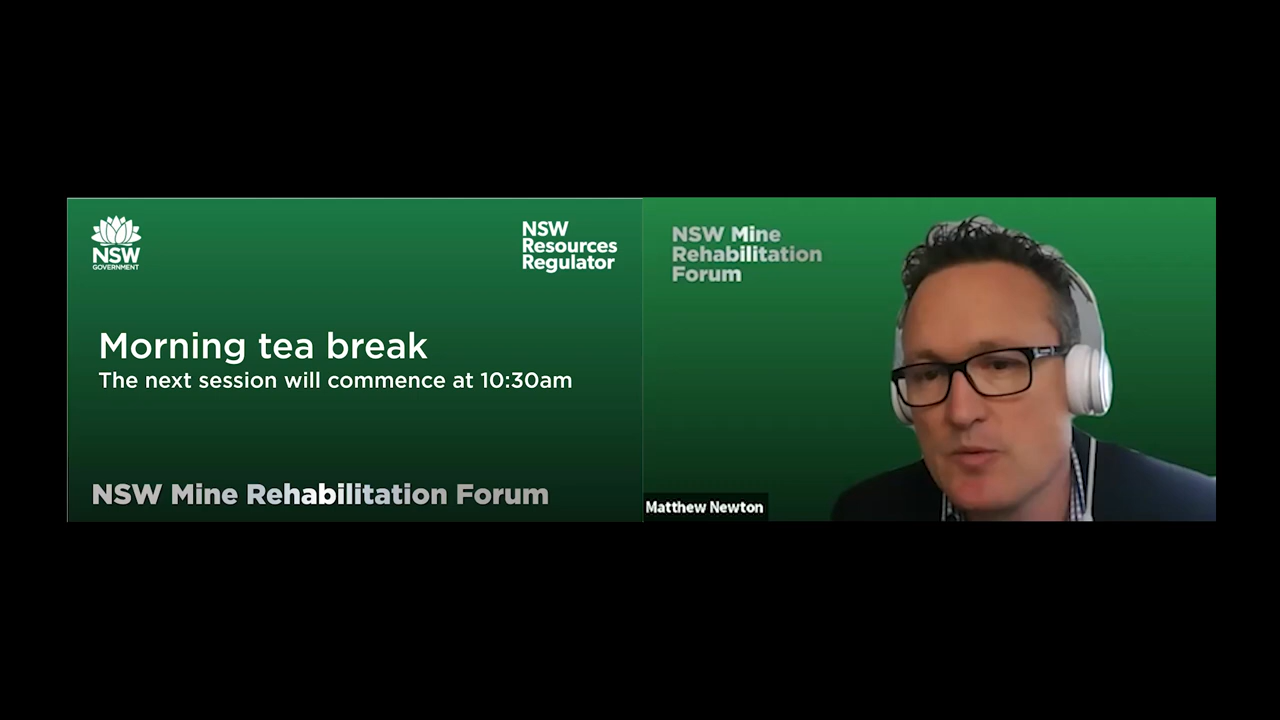 NSW
GOVERNMENT
NSW
Resources
Regulator
Morning tea break
The next session will commence at 10:30am
NSW Mine Rehabilitation Forum
NSW Mine
Rehabilitation
Forum
Matthew Newton